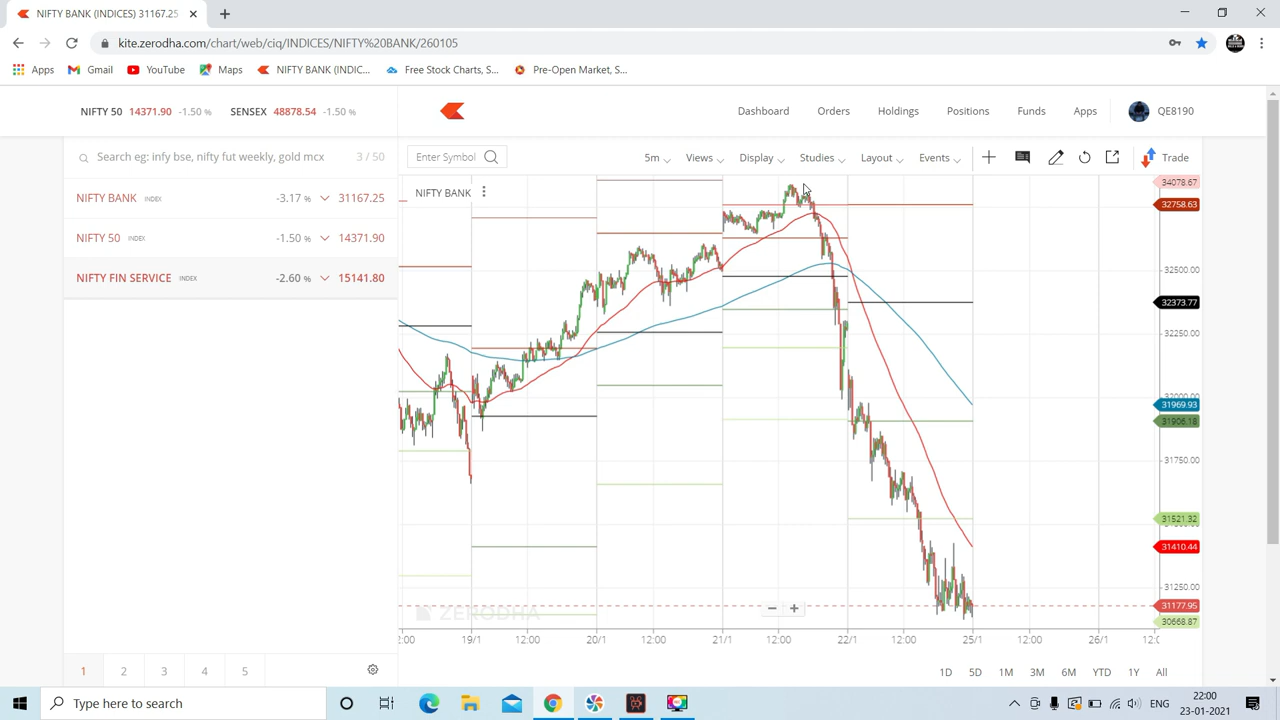 NIFTY BANK (INDICES) 31167.25
kite.zerodha.com/chart/web/ciq/INDICES/NIFTY%20BANK/260105
Apps Gmail YouTube Maps NIFTY BANK (INDIC... Free Stock Charts, S... Pre-Open Market, S...
NIFTY 50 14371.90 -1.50 % SENSEX 48878.54 -1.50 %
Dashboard Orders Holdings Positions Funds Apps QE8190
Search eg: infy bse, nifty fut weekly, gold mcx 3 / 50
Enter Symbol 5m Views Display Studies Layout Events Trade
NIFTY BANK INDEX -3.17 % 31167.25
NIFTY 50 INDEX -1.50 % 14371.90
NIFTY FIN SERVICE INDEX -2.60 % 15141.80
NIFTY BANK
34078.67
32758.63
32500.00
32373.77
32250.00
32000.00
31969.93
31906.18
31750.00
31521.32
31410.44
31250.00
31177.95
30668.87
ZERODHA
19/1 12:00 20/1 12:00 21/1 12:00 22/1 12:00 25/1 12:00 27/1
1D 5D 1M 3M 6M YTD 1Y All
1 2 3 4 5
Type here to search
ENG
22:00
23-01-2021